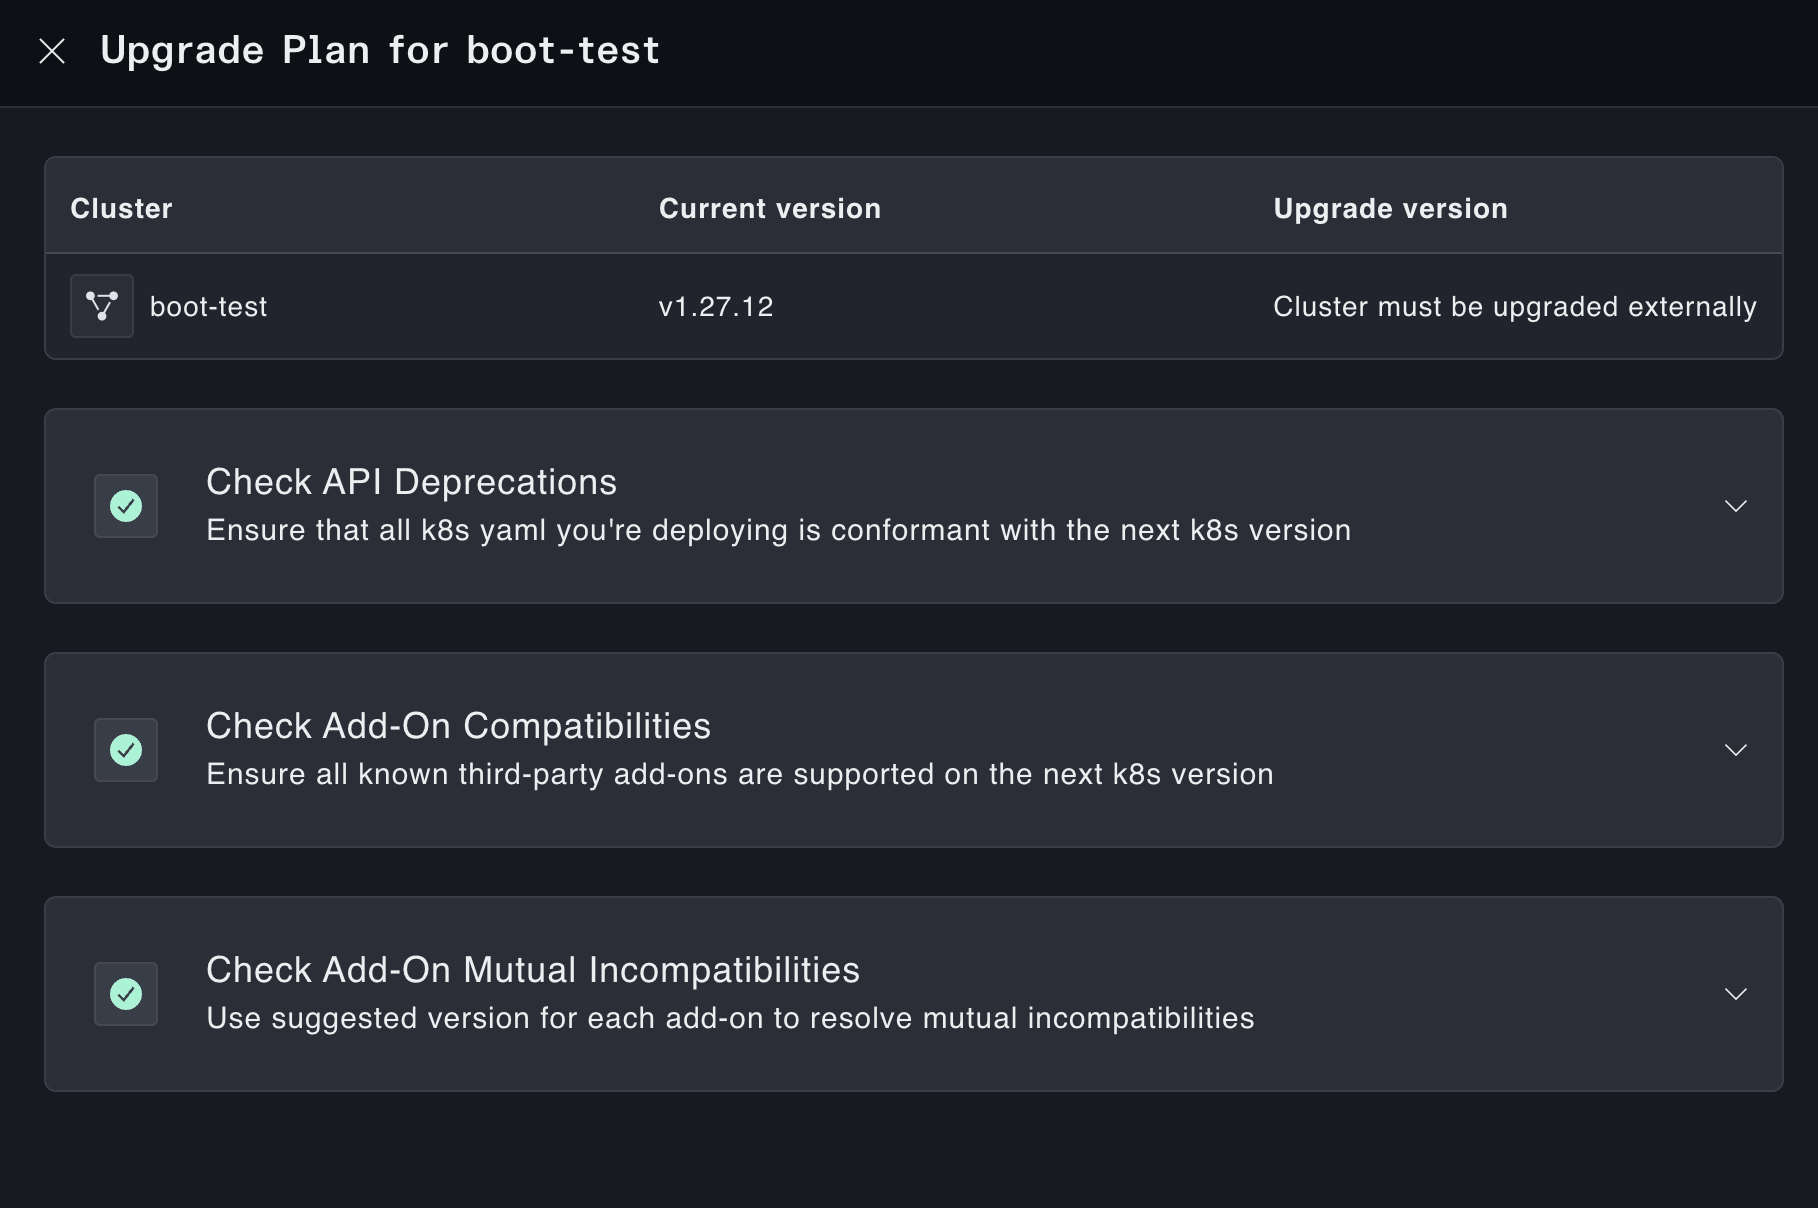 Upgrade Plan for boot-test
Cluster Current version Upgrade version
boot-test v1.27.12 Cluster must be upgraded externally
Check API Deprecations
Ensure that all k8s yaml you're deploying is conformant with the next k8s version
Check Add-On Compatibilities
Ensure all known third-party add-ons are supported on the next k8s version
Check Add-On Mutual Incompatibilities
Use suggested version for each add-on to resolve mutual incompatibilities